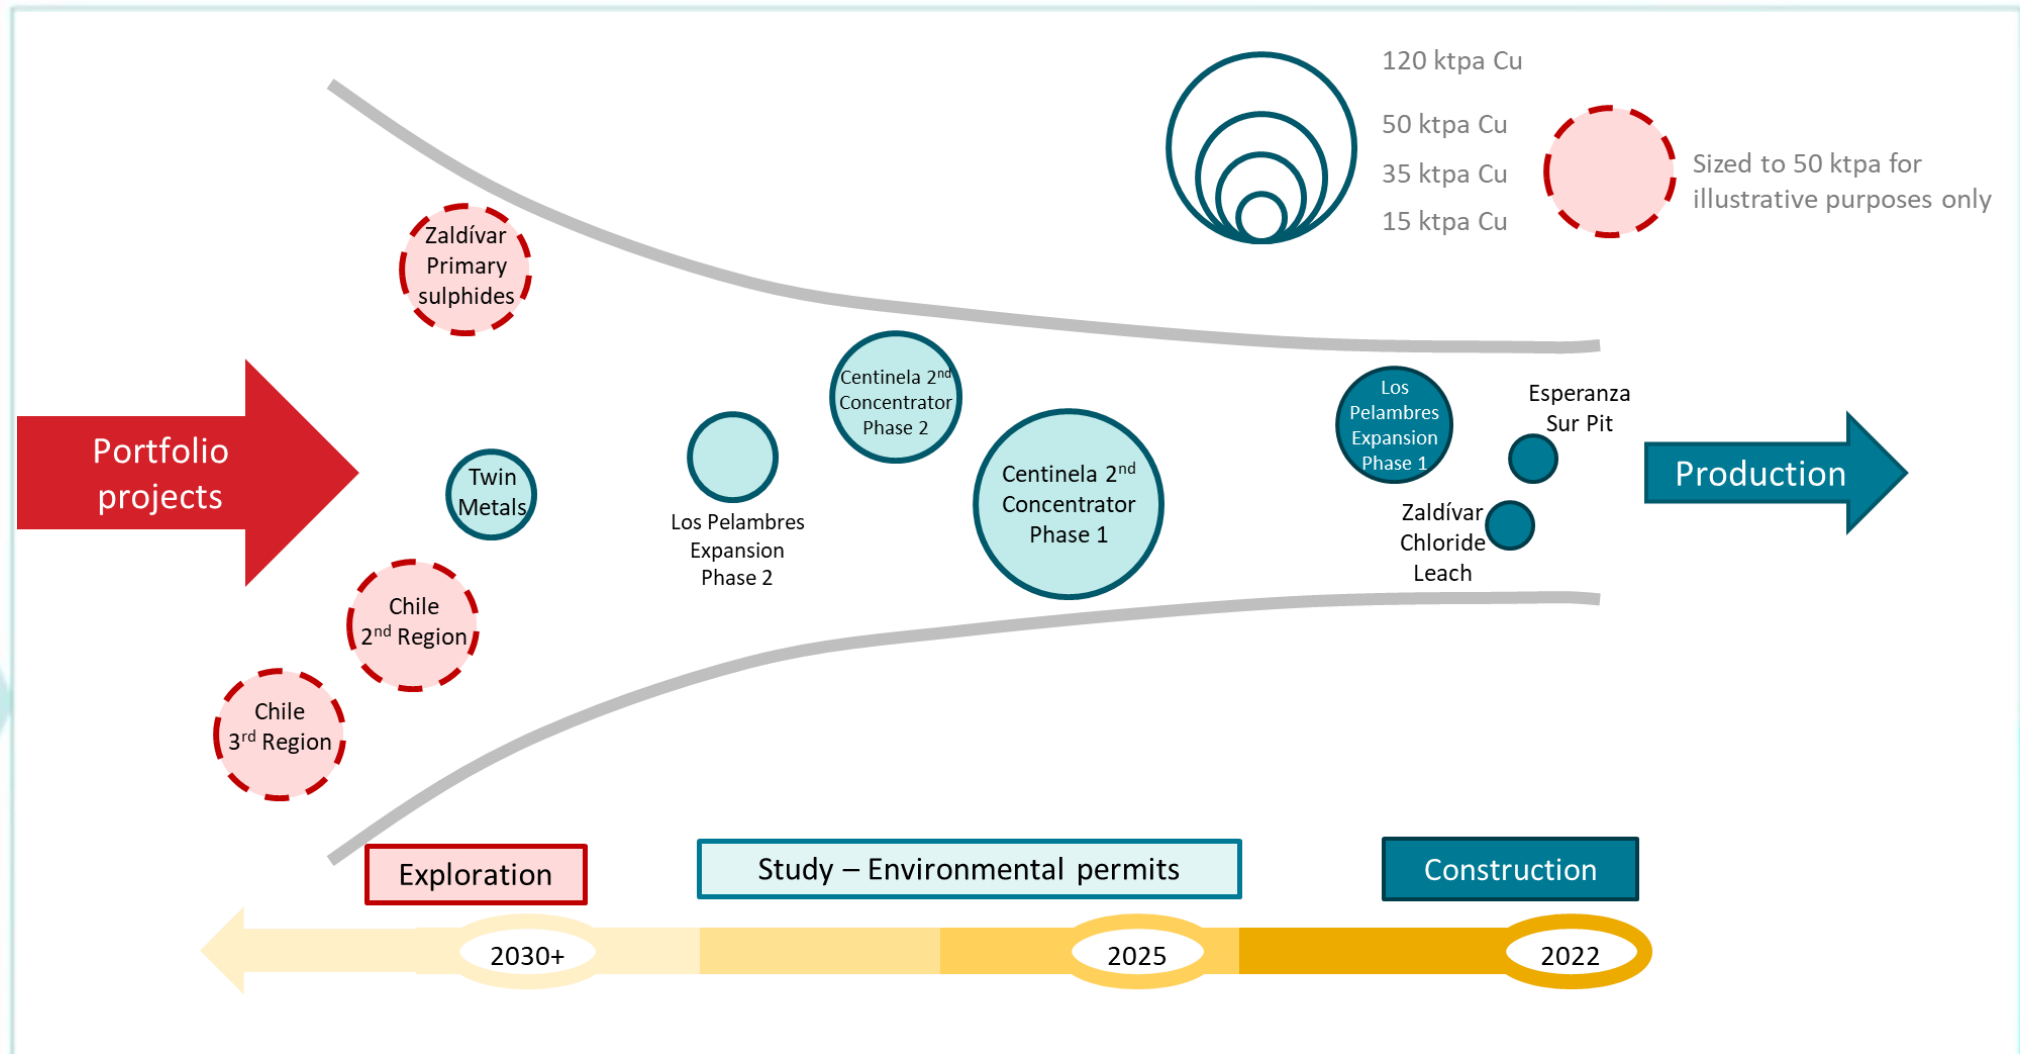 120 ktpa Cu
50 ktpa Cu
35 ktpa Cu
15 ktpa Cu
Sized to 50 ktpa for
illustrative purposes only
Zaldívar
Primary
sulphides
Portfolio
projects
Twin
Metals
Chile
2nd Region
Chile
3rd Region
Los Pelambres
Expansion
Phase 2
Centinela 2nd
Concentrator
Phase 2
Centinela 2nd
Concentrator
Phase 1
Los
Pelambres
Expansion
Phase 1
Esperanza
Sur Pit
Zaldívar
Chloride
Leach
Production
Exploration
Study – Environmental permits
Construction
2030+
2025
2022